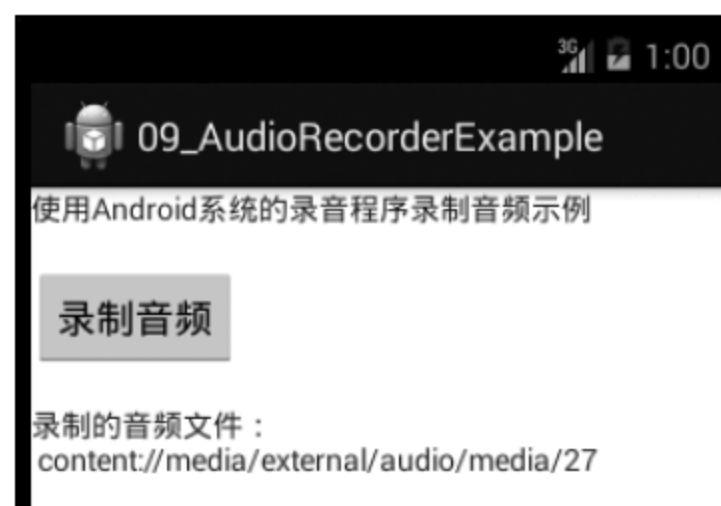 3G 1:00
09_AudioRecorderExample
使用Android系统的录音程序录制音频示例
录制音频
录制的音频文件：
content://media/external/audio/media/27